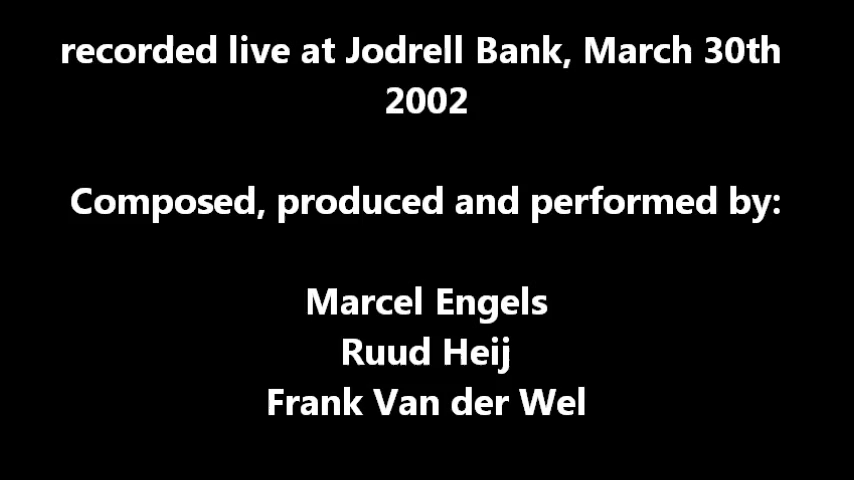 recorded live at Jodrell Bank, March 30th
2002
Composed, produced and performed by:
Marcel Engels
Ruud Heij
Frank Van der Wel